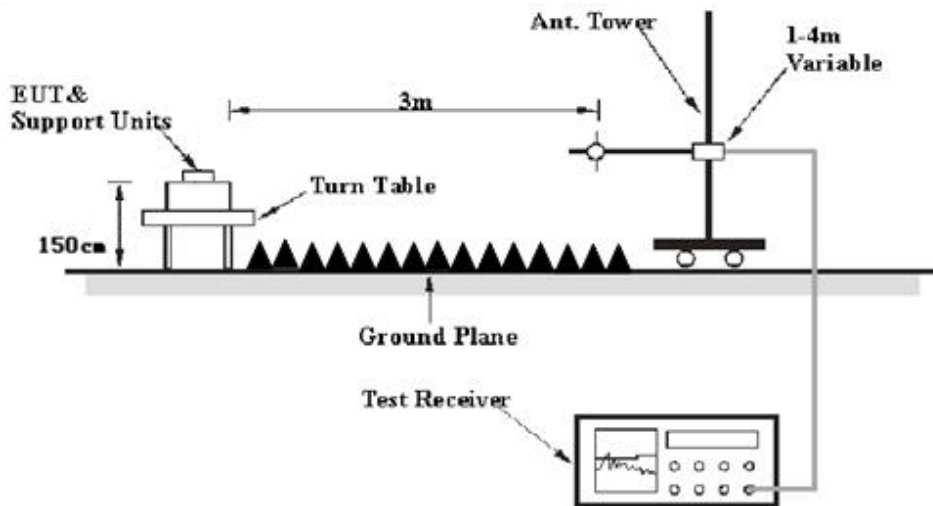 Ant. Tower
1-4m
Variable
EUT&
Support Units
3m
Turn Table
150cm
Ground Plane
Test Receiver